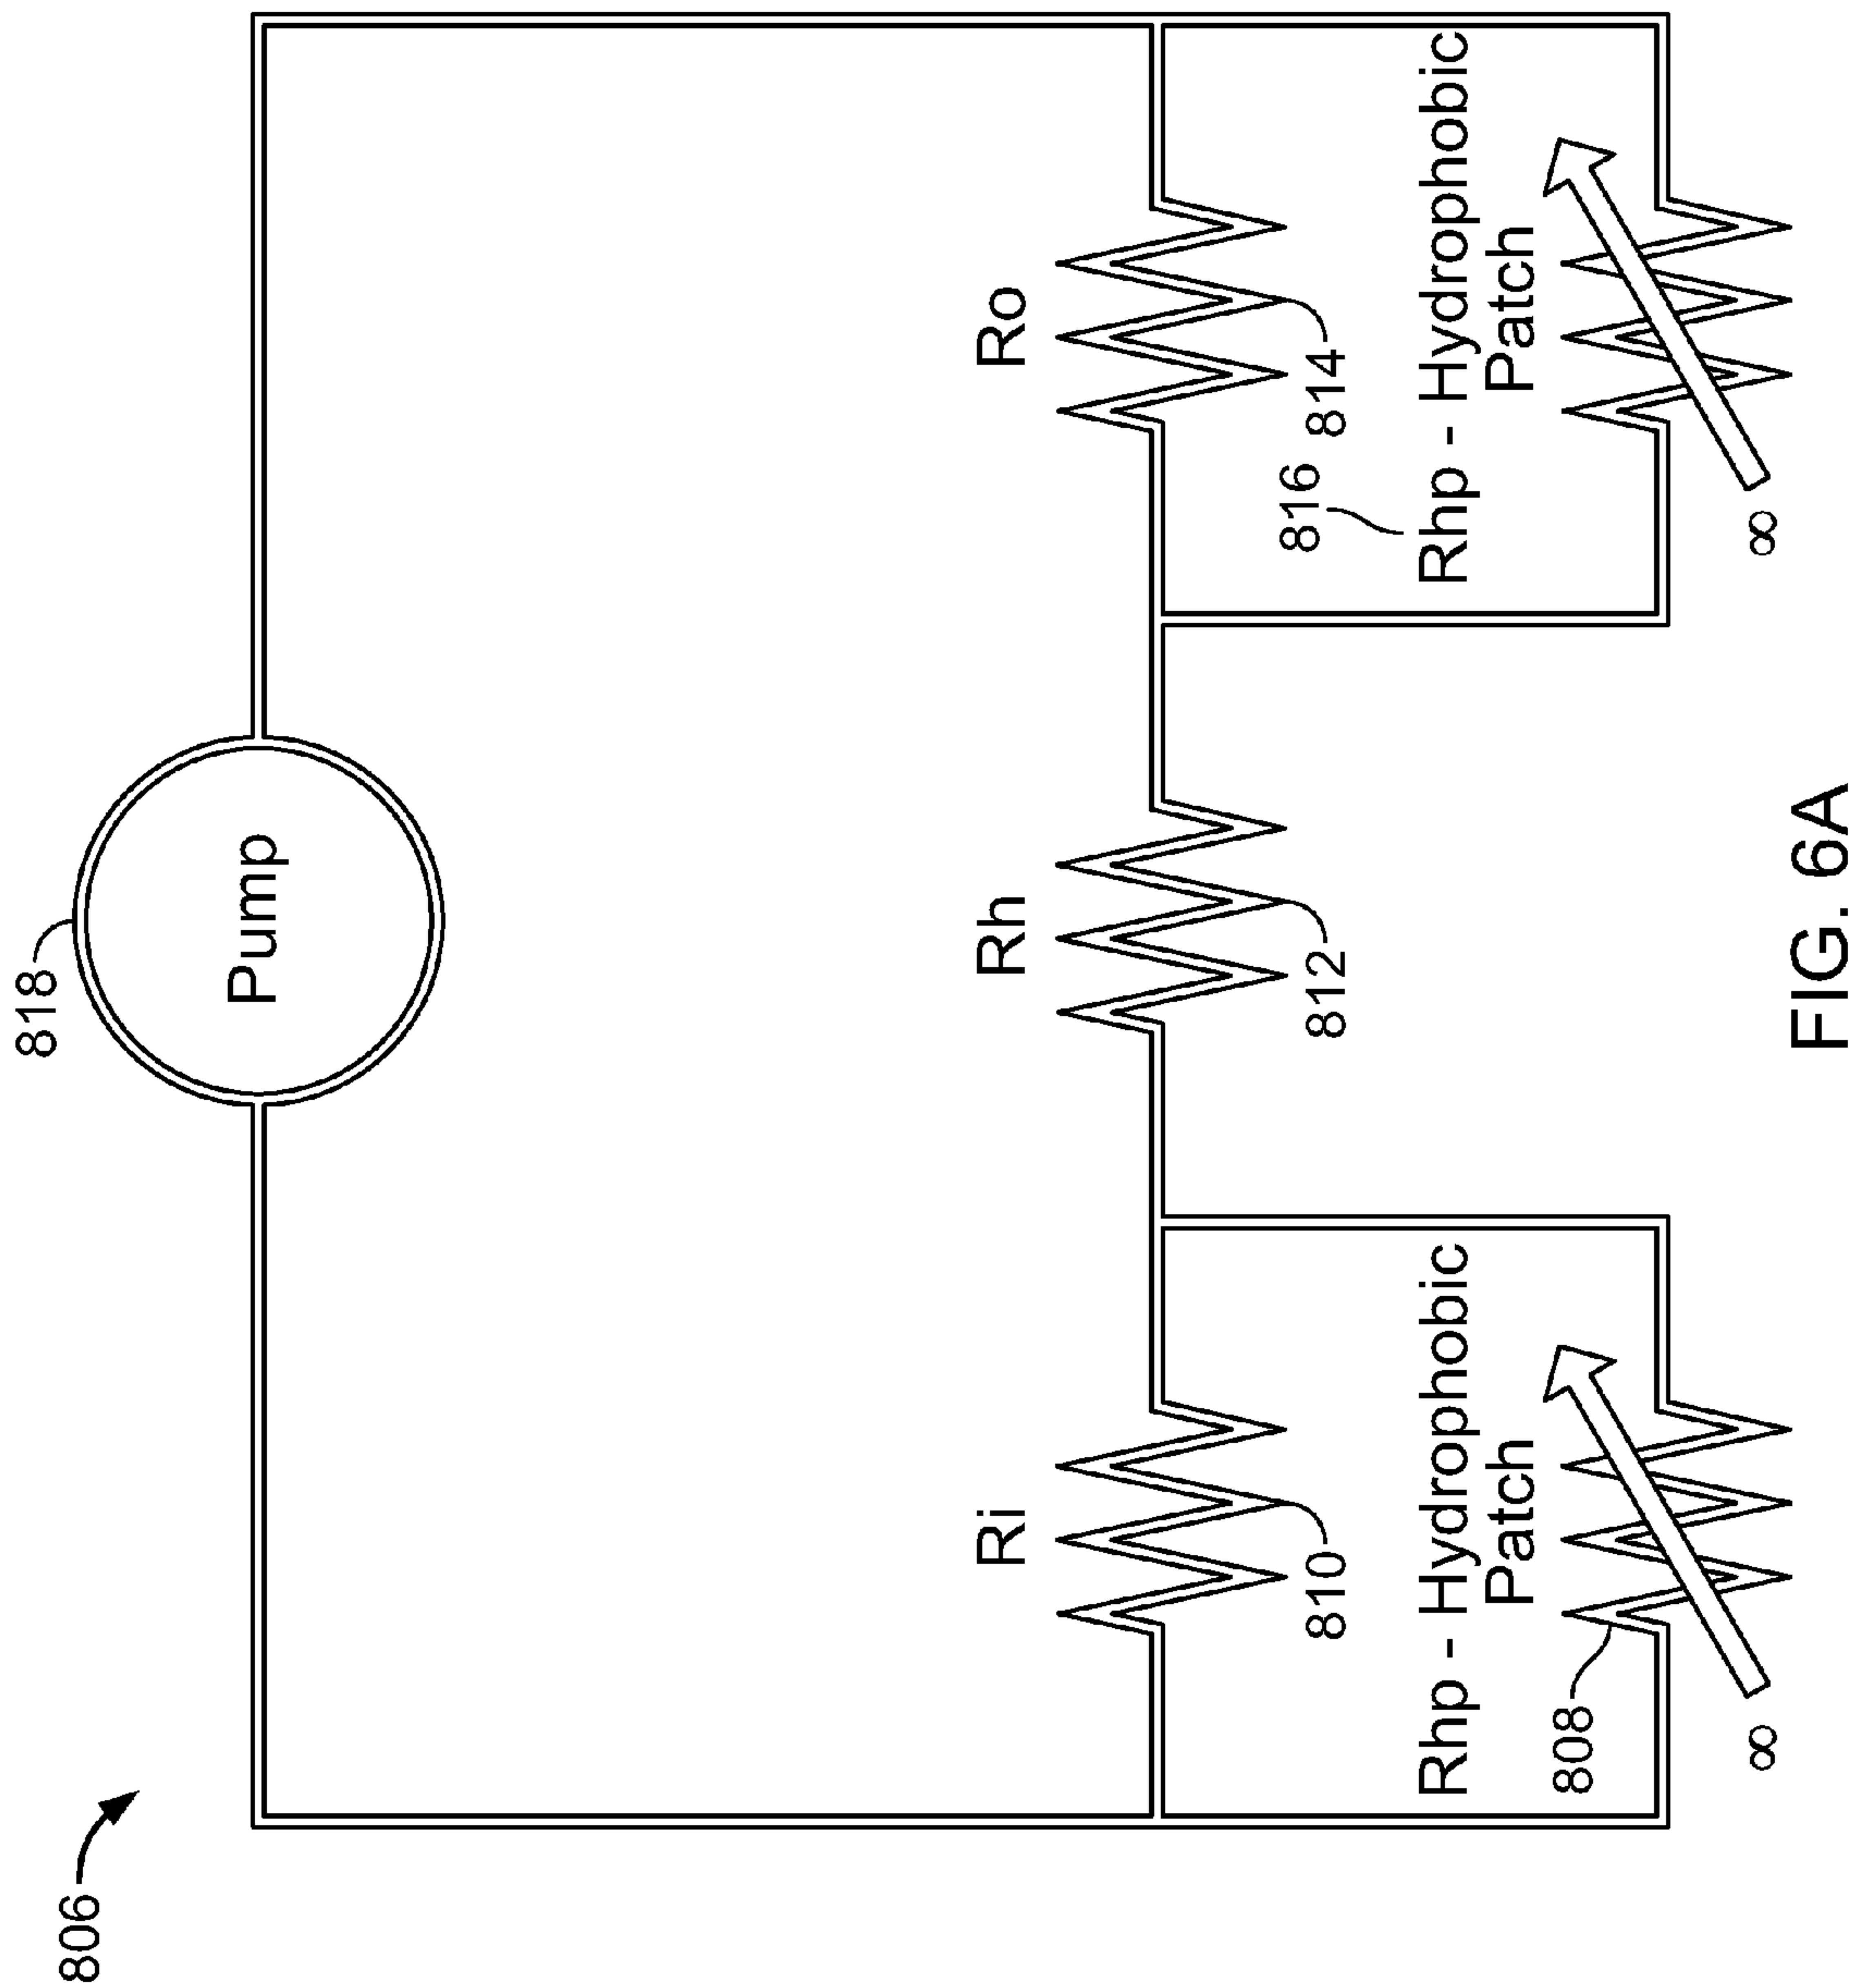 806
818
Pump
Ri
Rh
Ro
810
812
814
816
Rhp - Hydrophobic
Patch
808
∞
Rhp - Hydrophobic
Patch
∞
FIG. 6A